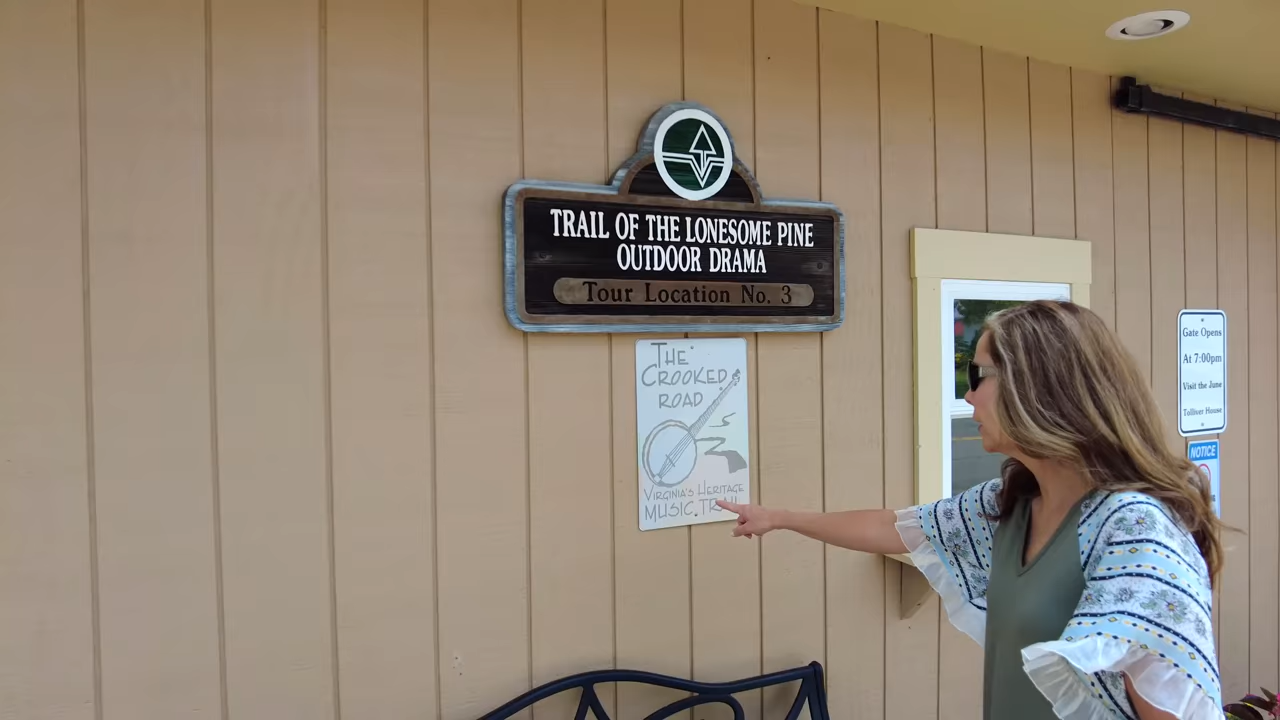 TRAIL OF THE LONESOME PINE
OUTDOOR DRAMA
Tour Location No. 3
THE
CROOKED
ROAD
VIRGINIA'S HERITAGE
MUSIC TRAIL
Gate Opens
At 7:00pm
Visit the June
Tolliver House
NOTICE